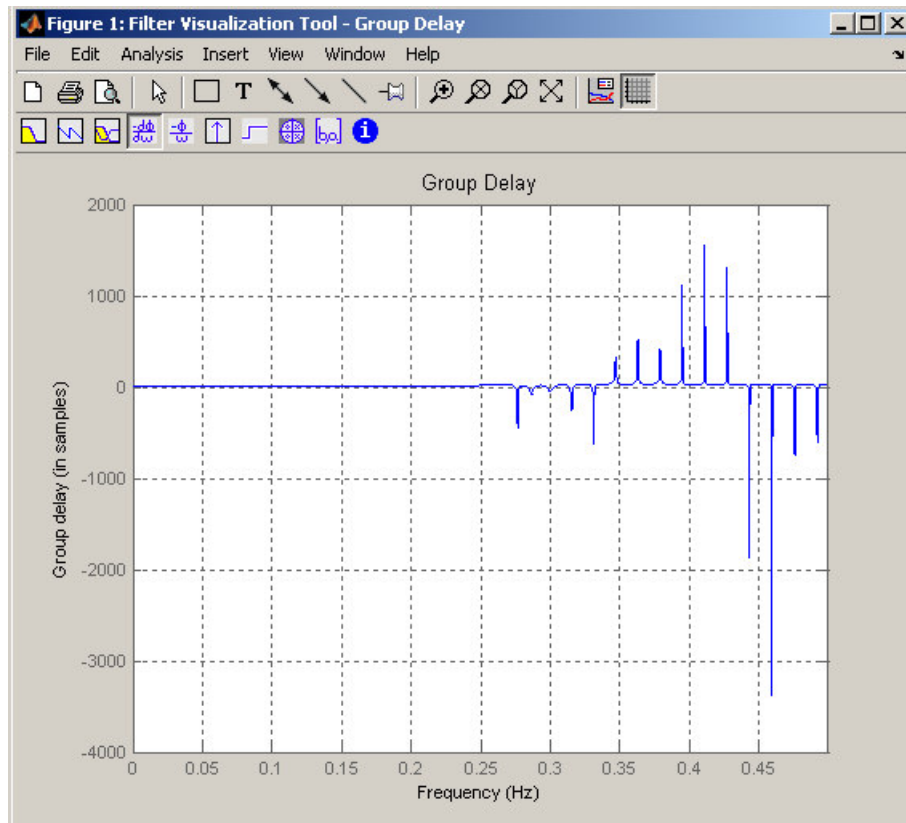 Figure 1: Filter Visualization Tool - Group Delay
File Edit Analysis Insert View Window Help
T
[b,a] i
Group Delay
Group delay (in samples)
2000
1000
0
-1000
-2000
-3000
-4000
0 0.05 0.1 0.15 0.2 0.25 0.3 0.35 0.4 0.45
Frequency (Hz)